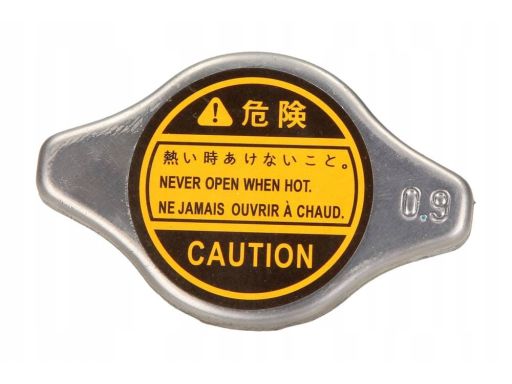 危険
熱い時あけないこと。
NEVER OPEN WHEN HOT.
NE JAMAIS OUVRIR À CHAUD.
CAUTION
0.9